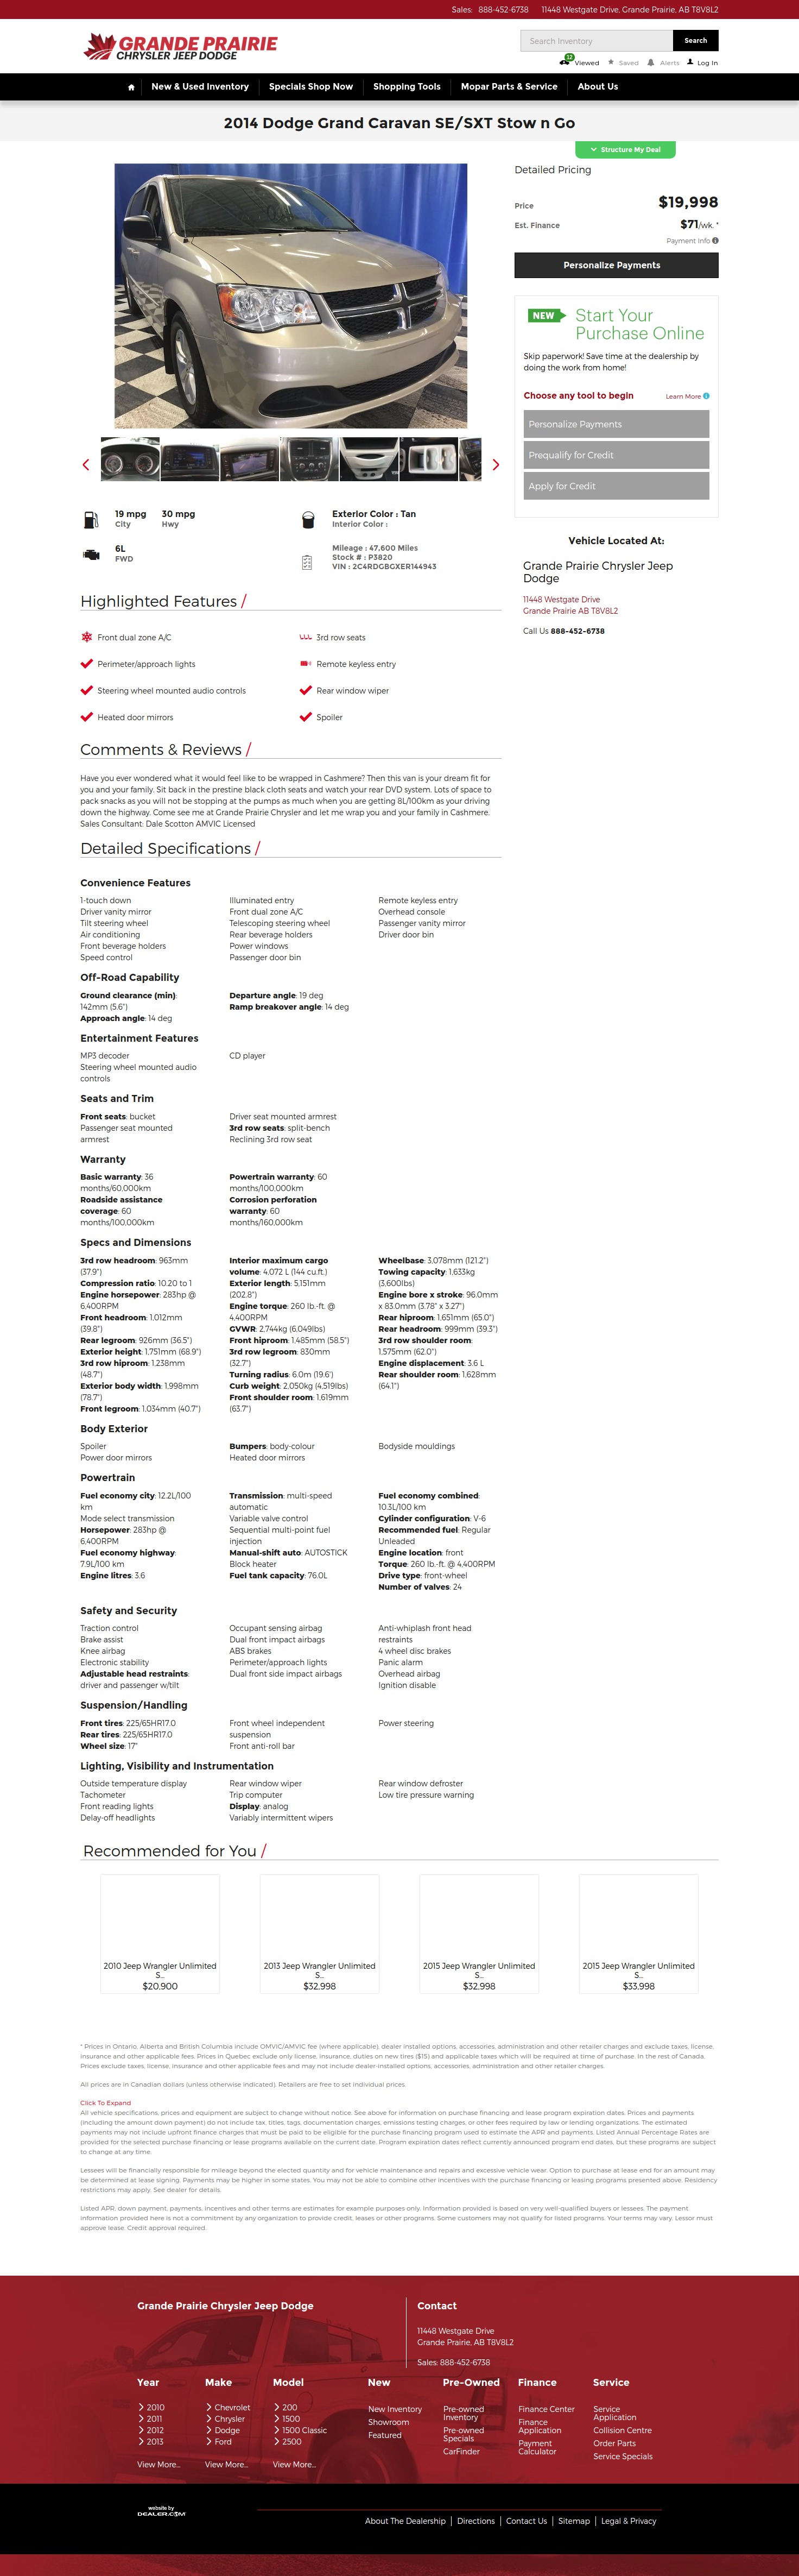 Sales: 888-452-6738 11448 Westgate Drive, Grande Prairie, AB T8V8L2
GRANDE PRAIRIE
CHRYSLER JEEP DODGE
Search Inventory
Search
12
Viewed Saved Alerts Log In
New & Used Inventory Specials Shop Now Shopping Tools Mopar Parts & Service About Us
2014 Dodge Grand Caravan SE/SXT Stow n Go
Structure My Deal
Detailed Pricing
Price $19,998
Est. Finance $71/wk. *
Payment Info
Personalize Payments
NEW Start Your
Purchase Online
Skip paperwork! Save time at the dealership by
doing the work from home!
Choose any tool to begin Learn More
Personalize Payments
Prequalify for Credit
Apply for Credit
Vehicle Located At:
Grande Prairie Chrysler Jeep
Dodge
11448 Westgate Drive
Grande Prairie AB T8V8L2
Call Us 888-452-6738
19 mpg 30 mpg
City Hwy
6L
FWD
Exterior Color : Tan
Interior Color :
Mileage : 47,600 Miles
Stock # : P3820
VIN : 2C4RDGBGXER144943
Highlighted Features /
Front dual zone A/C 3rd row seats
Perimeter/approach lights Remote keyless entry
Steering wheel mounted audio controls Rear window wiper
Heated door mirrors Spoiler
Comments & Reviews /
Have you ever wondered what it would feel like to be wrapped in Cashmere? Then this van is your dream fit for
you and your family. Sit back in the prestine black cloth seats and watch your rear DVD system. Lots of space to
pack snacks as you will not be stopping at the pumps as much when you are getting 8L/100km as your driving
down the highway. Come see me at Grande Prairie Chrysler and let me wrap you and your family in Cashmere.
Sales Consultant: Dale Scotton AMVIC Licensed
Detailed Specifications /
Convenience Features
1-touch down
Driver vanity mirror
Tilt steering wheel
Air conditioning
Front beverage holders
Speed control
Illuminated entry
Front dual zone A/C
Telescoping steering wheel
Rear beverage holders
Power windows
Passenger door bin
Remote keyless entry
Overhead console
Passenger vanity mirror
Driver door bin
Off-Road Capability
Ground clearance (min):
142mm (5.6")
Approach angle: 14 deg
Departure angle: 19 deg
Ramp breakover angle: 14 deg
Entertainment Features
MP3 decoder
Steering wheel mounted audio
controls
CD player
Seats and Trim
Front seats: bucket
Passenger seat mounted
armrest
Driver seat mounted armrest
3rd row seats: split-bench
Reclining 3rd row seat
Warranty
Basic warranty: 36
months/60,000km
Roadside assistance
coverage: 60
months/100,000km
Powertrain warranty: 60
months/100,000km
Corrosion perforation
warranty: 60
months/160,000km
Specs and Dimensions
3rd row headroom: 963mm
(37.9")
Compression ratio: 10.20 to 1
Engine horsepower: 283hp @
6,400RPM
Front headroom: 1,012mm
(39.8")
Rear legroom: 926mm (36.5")
Exterior height: 1,751mm (68.9")
3rd row hiproom: 1,238mm
(48.7")
Exterior body width: 1,998mm
(78.7")
Front legroom: 1,034mm (40.7")
Interior maximum cargo
volume: 4,072 L (144 cu.ft.)
Exterior length: 5,151mm
(202.8")
Engine torque: 260 lb.-ft. @
4,400RPM
GVWR: 2,744kg (6,049lbs)
Front hiproom: 1,485mm (58.5")
3rd row legroom: 830mm
(32.7")
Turning radius: 6.0m (19.6')
Curb weight: 2,050kg (4,519lbs)
Front shoulder room: 1,619mm
(63.7")
Wheelbase: 3,078mm (121.2")
Towing capacity: 1,633kg
(3,600lbs)
Engine bore x stroke: 96.0mm
x 83.0mm (3.78" x 3.27")
Rear hiproom: 1,651mm (65.0")
Rear headroom: 999mm (39.3")
3rd row shoulder room:
1,575mm (62.0")
Engine displacement: 3.6 L
Rear shoulder room: 1,628mm
(64.1")
Body Exterior
Spoiler
Power door mirrors
Bumpers: body-colour
Heated door mirrors
Bodyside mouldings
Powertrain
Fuel economy city: 12.2L/100
km
Mode select transmission
Horsepower: 283hp @
6,400RPM
Fuel economy highway:
7.9L/100 km
Engine litres: 3.6
Transmission: multi-speed
automatic
Variable valve control
Sequential multi-point fuel
injection
Manual-shift auto: AUTOSTICK
Block heater
Fuel tank capacity: 76.0L
Fuel economy combined:
10.3L/100 km
Cylinder configuration: V-6
Recommended fuel: Regular
Unleaded
Engine location: front
Torque: 260 lb.-ft. @ 4,400RPM
Drive type: front-wheel
Number of valves: 24
Safety and Security
Traction control
Brake assist
Knee airbag
Electronic stability
Adjustable head restraints:
driver and passenger w/tilt
Occupant sensing airbag
Dual front impact airbags
ABS brakes
Perimeter/approach lights
Dual front side impact airbags
Anti-whiplash front head
restraints
4 wheel disc brakes
Panic alarm
Overhead airbag
Ignition disable
Suspension/Handling
Front tires: 225/65HR17.0
Rear tires: 225/65HR17.0
Wheel size: 17"
Front wheel independent
suspension
Front anti-roll bar
Power steering
Lighting, Visibility and Instrumentation
Outside temperature display
Tachometer
Front reading lights
Delay-off headlights
Rear window wiper
Trip computer
Display: analog
Variably intermittent wipers
Rear window defroster
Low tire pressure warning
Recommended for You /
2010 Jeep Wrangler Unlimited
S...
$20,900
2013 Jeep Wrangler Unlimited
S...
$32,998
2015 Jeep Wrangler Unlimited
S...
$32,998
2015 Jeep Wrangler Unlimited
S...
$33,998
* Prices in Ontario, Alberta and British Columbia include OMVIC/AMVIC fee (where applicable), dealer installed options, accessories, administration and other retailer charges and exclude taxes, license,
insurance and other applicable fees. Prices in Quebec exclude only license, insurance, duties on new tires ($15) and applicable taxes which will be required at time of purchase. In the rest of Canada,
Prices exclude taxes, license, insurance and other applicable fees and may not include dealer-installed options, accessories, administration and other retailer charges.
All prices are in Canadian dollars (unless otherwise indicated). Retailers are free to set individual prices.
Click To Expand
All vehicle specifications, prices and equipment are subject to change without notice. See above for information on purchase financing and lease program expiration dates. Prices and payments
(including the amount down payment) do not include tax, titles, tags, documentation charges, emissions testing charges, or other fees required by law or lending organizations. The estimated
payments may not include upfront finance charges that must be paid to be eligible for the purchase financing program used to estimate the APR and payments. Listed Annual Percentage Rates are
provided for the selected purchase financing or lease programs available on the current date. Program expiration dates reflect currently announced program end dates, but these programs are subject
to change at any time.
Lessees will be financially responsible for mileage beyond the elected quantity and for vehicle maintenance and repairs and excessive vehicle wear. Option to purchase at lease end for an amount may
be determined at lease signing. Payments may be higher in some states. You may not be able to combine other incentives with the purchase financing or leasing programs presented above. Residency
restrictions may apply. See dealer for details.
Listed APR, down payment, payments, incentives and other terms are estimates for example purposes only. Information provided is based on very well-qualified buyers or lessees. The payment
information provided here is not a commitment by any organization to provide credit, leases or other programs. Some customers may not qualify for listed programs. Your terms may vary. Lessor must
approve lease. Credit approval required.
Grande Prairie Chrysler Jeep Dodge
Contact
11448 Westgate Drive
Grande Prairie, AB T8V8L2
Sales: 888-452-6738
Year
2010
2011
2012
2013
View More...
Make
Chevrolet
Chrysler
Dodge
Ford
View More...
Model
200
1500
1500 Classic
2500
View More...
New
New Inventory
Showroom
Featured
Pre-Owned
Pre-owned
Inventory
Pre-owned
Specials
CarFinder
Finance
Finance Center
Finance
Application
Payment
Calculator
Service
Service
Application
Collision Centre
Order Parts
Service Specials
website by
DEALER.COM
About The Dealership | Directions | Contact Us | Sitemap | Legal & Privacy